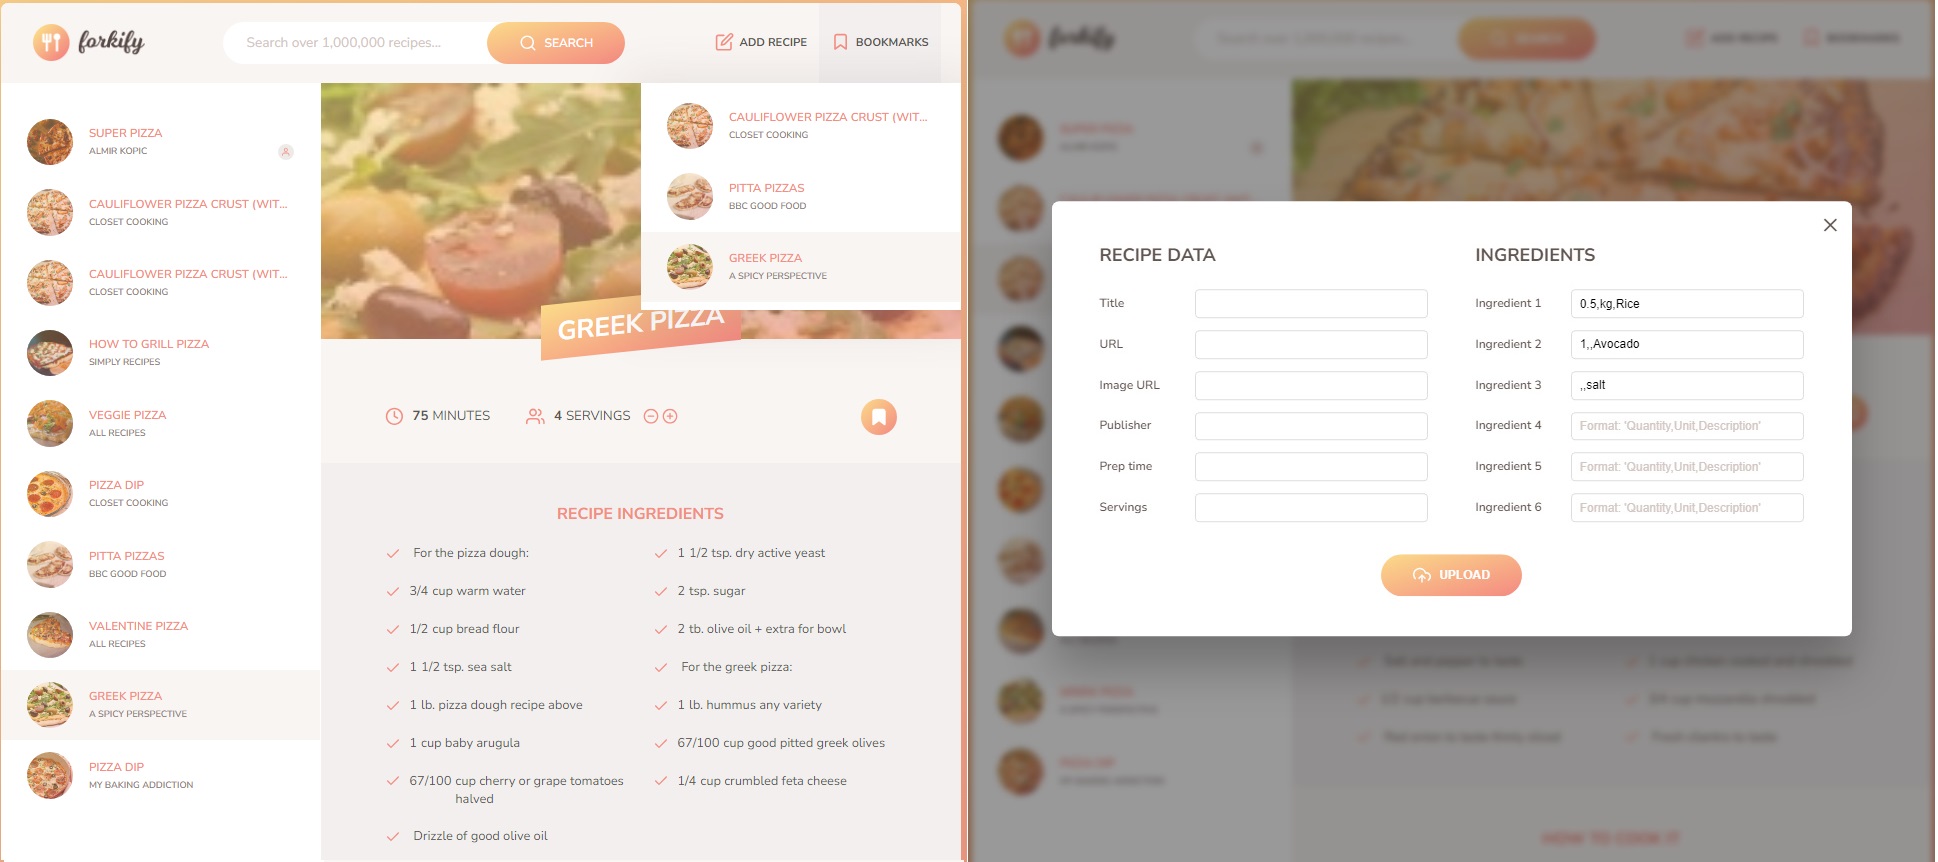 forkify
Search over 1,000,000 recipes...
SEARCH
ADD RECIPE
BOOKMARKS
SUPER PIZZA
ALMIR KOPIC
CAULIFLOWER PIZZA CRUST (WIT...
CLOSET COOKING
CAULIFLOWER PIZZA CRUST (WIT...
CLOSET COOKING
HOW TO GRILL PIZZA
SIMPLY RECIPES
VEGGIE PIZZA
ALL RECIPES
PIZZA DIP
CLOSET COOKING
PITTA PIZZAS
BBC GOOD FOOD
VALENTINE PIZZA
ALL RECIPES
GREEK PIZZA
A SPICY PERSPECTIVE
PIZZA DIP
MY BAKING ADDICTION
CAULIFLOWER PIZZA CRUST (WIT...
CLOSET COOKING
PITTA PIZZAS
BBC GOOD FOOD
GREEK PIZZA
A SPICY PERSPECTIVE
GREEK PIZZA
75 MINUTES
4 SERVINGS
RECIPE INGREDIENTS
For the pizza dough:
1 1/2 tsp. dry active yeast
3/4 cup warm water
2 tsp. sugar
1/2 cup bread flour
2 tb. olive oil + extra for bowl
1 1/2 tsp. sea salt
For the greek pizza:
1 lb. pizza dough recipe above
1 lb. hummus any variety
1 cup baby arugula
67/100 cup good pitted greek olives
67/100 cup cherry or grape tomatoes
halved
1/4 cup crumbled feta cheese
Drizzle of good olive oil
forkify
SEARCH
ADD RECIPE
BOOKMARKS
RECIPE DATA
Title
URL
Image URL
Publisher
Prep time
Servings
INGREDIENTS
Ingredient 1
0.5,kg,Rice
Ingredient 2
1,,Avocado
Ingredient 3
,,salt
Ingredient 4
Format: 'Quantity,Unit,Description'
Ingredient 5
Format: 'Quantity,Unit,Description'
Ingredient 6
Format: 'Quantity,Unit,Description'
UPLOAD
HOW TO COOK IT